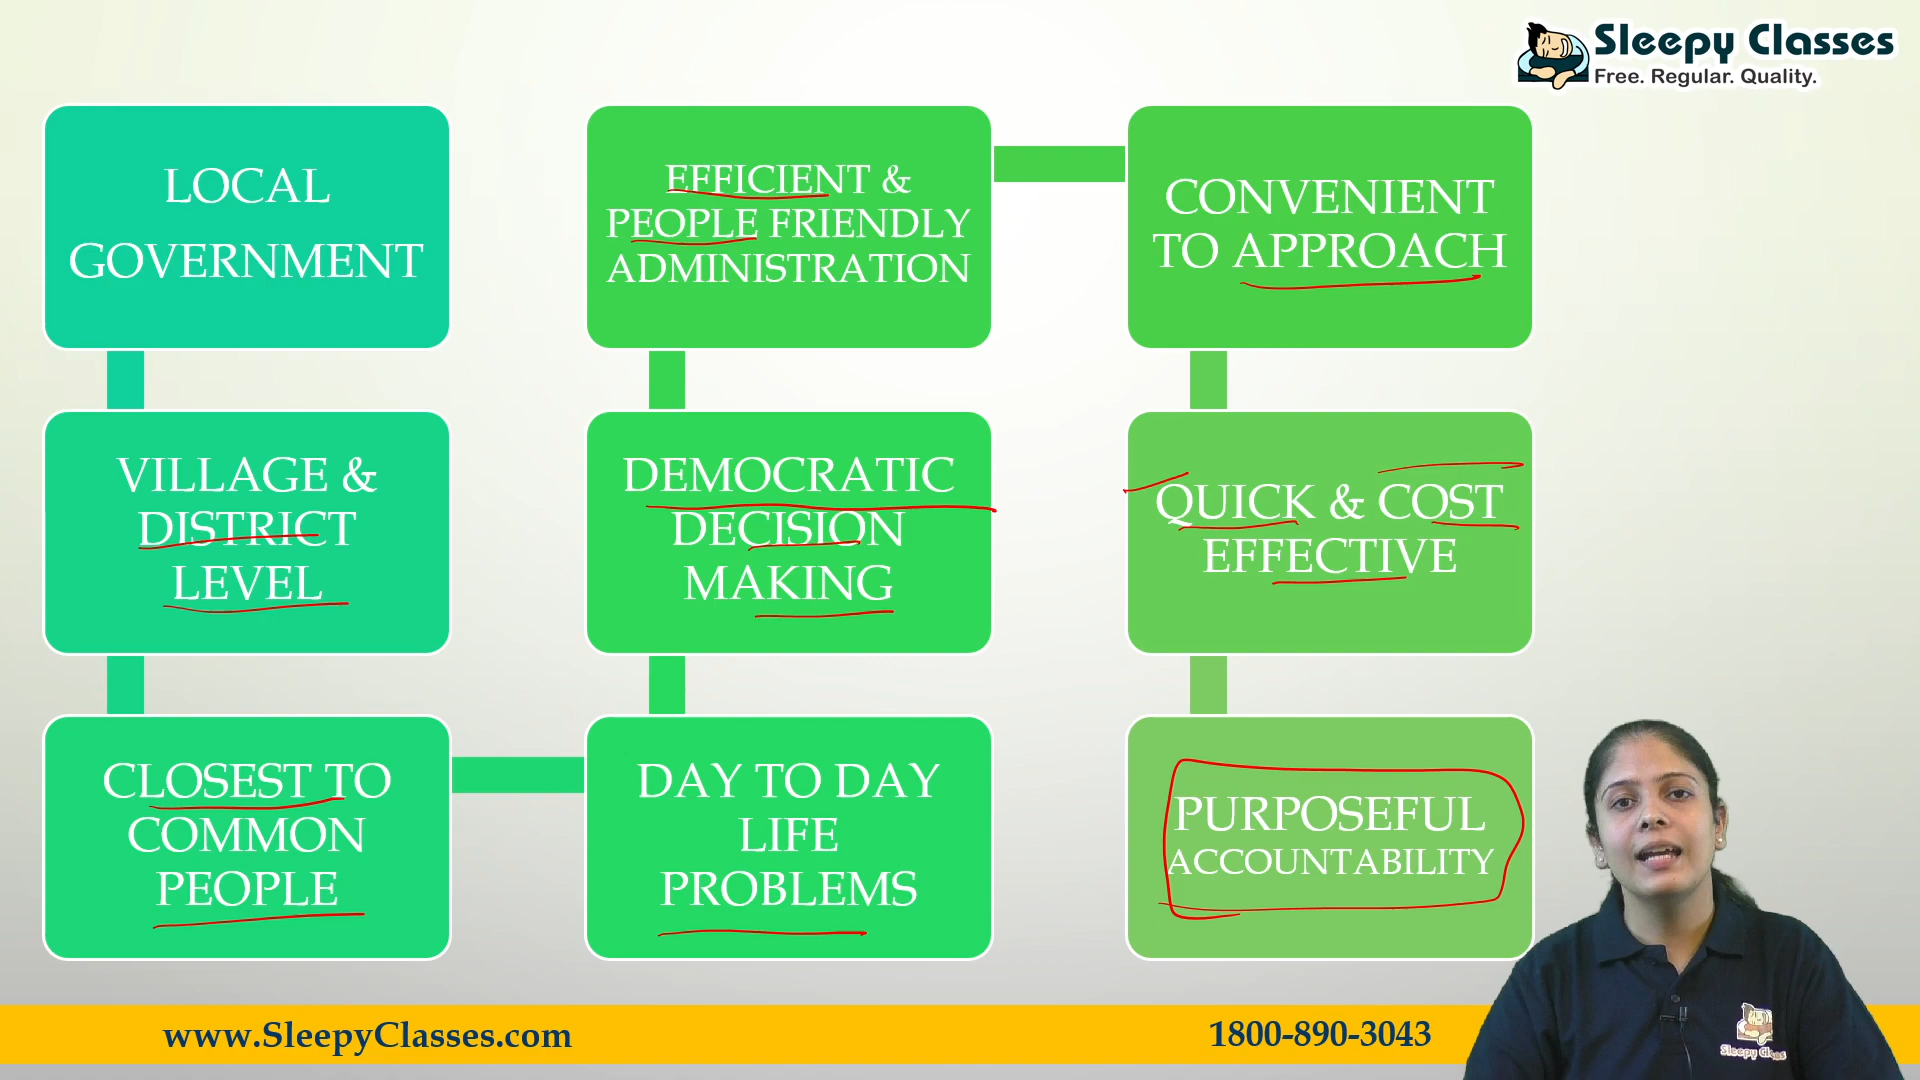 Sleepy Classes
Free. Regular. Quality.
LOCAL
GOVERNMENT
VILLAGE &
DISTRICT
LEVEL
CLOSEST TO
COMMON
PEOPLE
DAY TO DAY
LIFE
PROBLEMS
DEMOCRATIC
DECISION
MAKING
EFFICIENT &
PEOPLE FRIENDLY
ADMINISTRATION
CONVENIENT
TO APPROACH
QUICK & COST
EFFECTIVE
PURPOSEFUL
ACCOUNTABILITY
www.SleepyClasses.com
1800-890-3043
Sleepy Classes